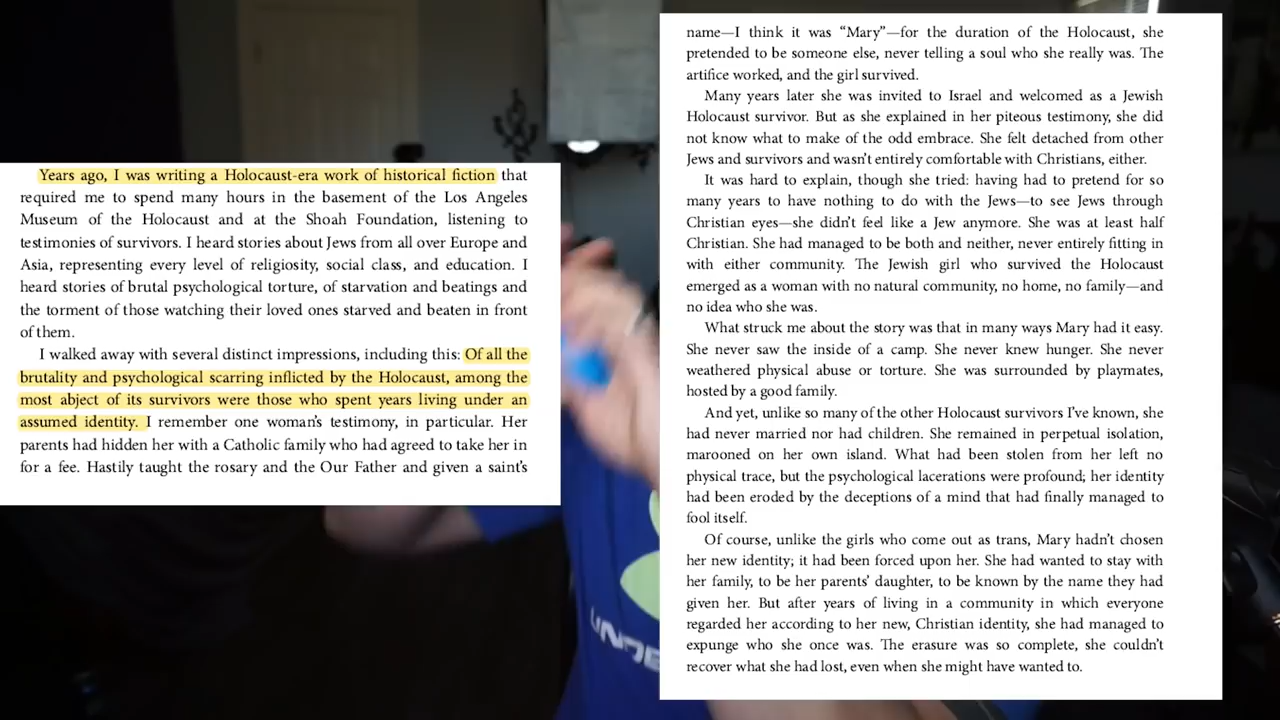 Years ago, I was writing a Holocaust-era work of historical fiction that
required me to spend many hours in the basement of the Los Angeles
Museum of the Holocaust and at the Shoah Foundation, listening to
testimonies of survivors. I heard stories about Jews from all over Europe and
Asia, representing every level of religiosity, social class, and education. I
heard stories of brutal psychological torture, of starvation and beatings and
the torment of those watching their loved ones starved and beaten in front
of them.
I walked away with several distinct impressions, including this: Of all the
brutality and psychological scarring inflicted by the Holocaust, among the
most abject of its survivors were those who spent years living under an
assumed identity. I remember one woman’s testimony, in particular. Her
parents had hidden her with a Catholic family who had agreed to take her in
for a fee. Hastily taught the rosary and the Our Father and given a saint’s
name—I think it was “Mary”—for the duration of the Holocaust, she
pretended to be someone else, never telling a soul who she really was. The
artifice worked, and the girl survived.
Many years later she was invited to Israel and welcomed as a Jewish
Holocaust survivor. But as she explained in her piteous testimony, she did
not know what to make of the odd embrace. She felt detached from other
Jews and survivors and wasn’t entirely comfortable with Christians, either.
It was hard to explain, though she tried: having had to pretend for so
many years to have nothing to do with the Jews—to see Jews through
Christian eyes—she didn’t feel like a Jew anymore. She was at least half
Christian. She had managed to be both and neither, never entirely fitting in
with either community. The Jewish girl who survived the Holocaust
emerged as a woman with no natural community, no home, no family—and
no idea who she was.
What struck me about the story was that in many ways Mary had it easy.
She never saw the inside of a camp. She never knew hunger. She never
weathered physical abuse or torture. She was surrounded by playmates,
hosted by a good family.
And yet, unlike so many of the other Holocaust survivors I’ve known, she
had never married nor had children. She remained in perpetual isolation,
marooned on her own island. What had been stolen from her left no
physical trace, but the psychological lacerations were profound; her identity
had been eroded by the deceptions of a mind that had finally managed to
fool itself.
Of course, unlike the girls who come out as trans, Mary hadn’t chosen
her new identity; it had been forced upon her. She had wanted to stay with
her family, to be her parents’ daughter, to be known by the name they had
given her. But after years of living in a community in which everyone
regarded her according to her new, Christian identity, she had managed to
expunge who she once was. The erasure was so complete, she couldn’t
recover what she had lost, even when she might have wanted to.
UNDE